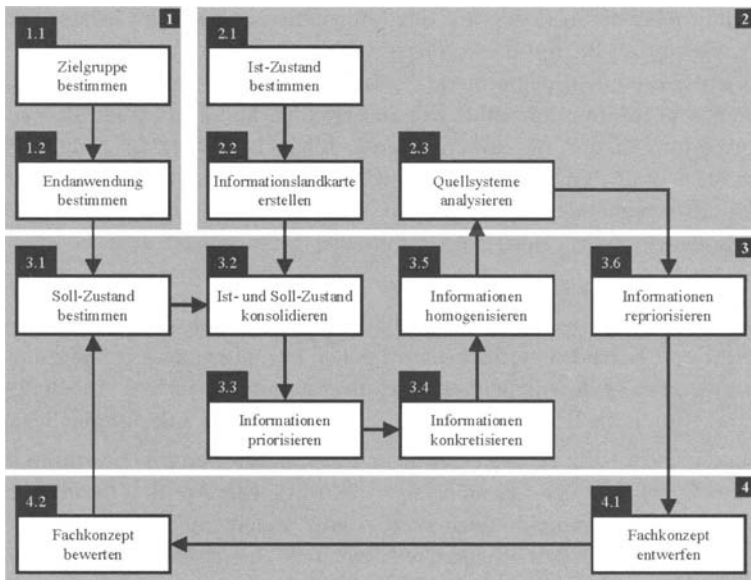 1
1.1
Zielgruppe
bestimmen
1.2
Endanwendung
bestimmen
2
2.1
Ist-Zustand
bestimmen
2.2
Informationslandkarte
erstellen
2.3
Quellsysteme
analysieren
3
3.1
Soll-Zustand
bestimmen
3.2
Ist- und Soll-Zustand
konsolidieren
3.3
Informationen
priorisieren
3.4
Informationen
konkretisieren
3.5
Informationen
homogenisieren
3.6
Informationen
repriorisieren
4
4.1
Fachkonzept
entwerfen
4.2
Fachkonzept
bewerten